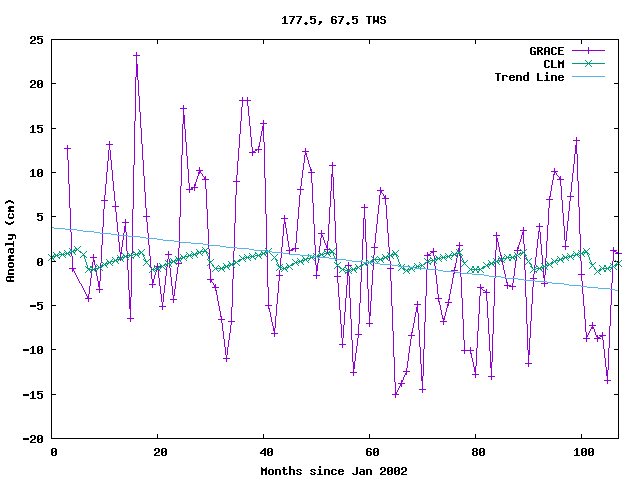 177.5, 67.5 TWS
GRACE
CLM
Trend Line
Anomaly (cm)
25
20
15
10
5
0
-5
-10
-15
-20
0 20 40 60 80 100
Months since Jan 2002